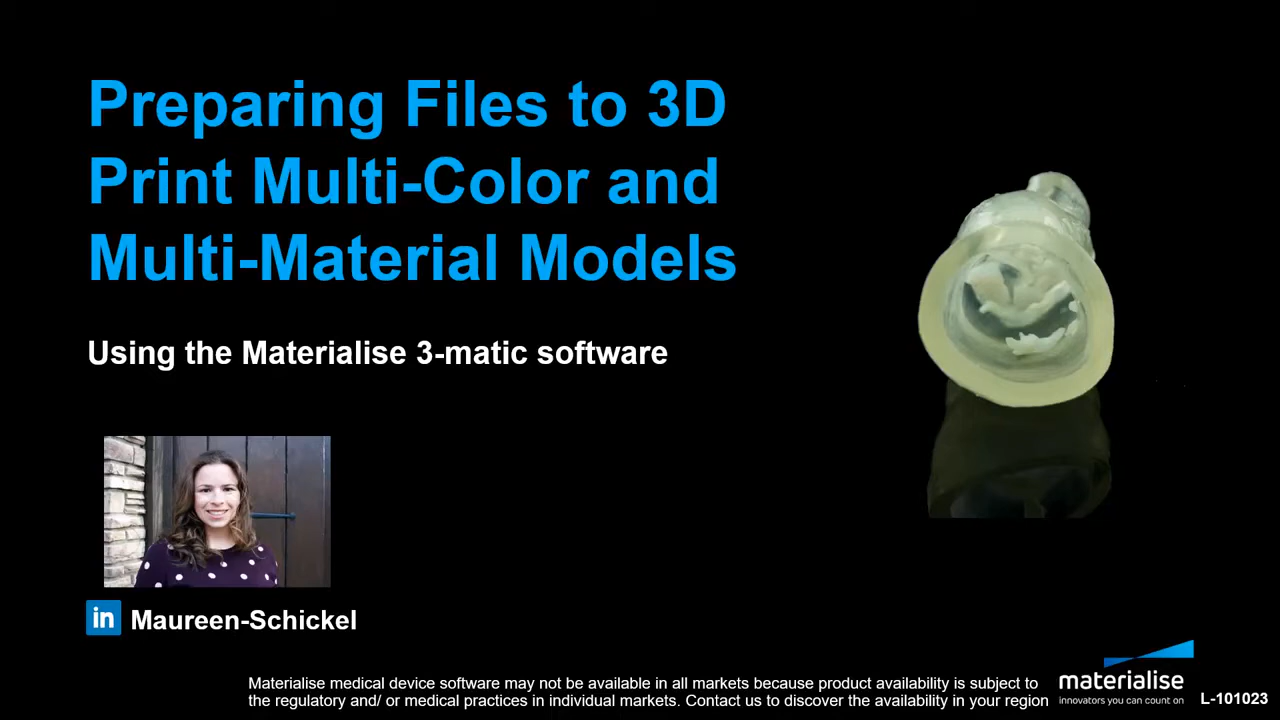 Preparing Files to 3D
Print Multi-Color and
Multi-Material Models
Using the Materialise 3-matic software
in Maureen-Schickel
Materialise medical device software may not be available in all markets because product availability is subject to
the regulatory and/ or medical practices in individual markets. Contact us to discover the availability in your region
materialise
innovators you can count on
L-101023